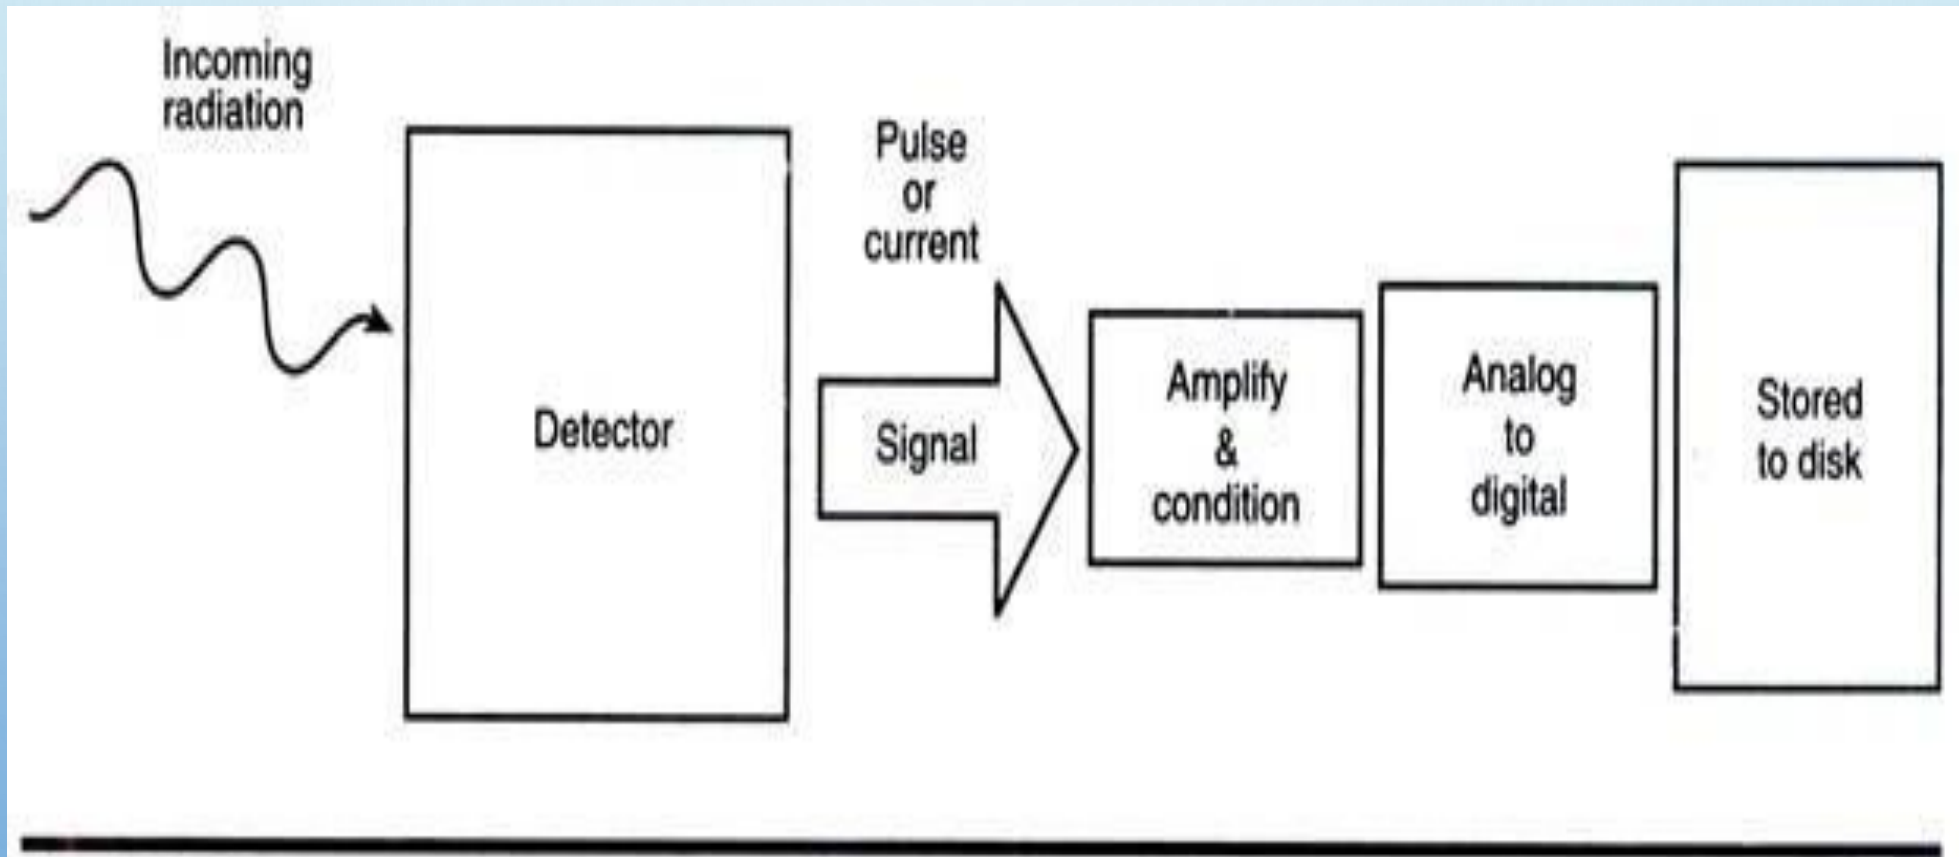 Incoming
radiation
Detector
Pulse
or
current
Signal
Amplify
&
condition
Analog
to
digital
Stored
to disk